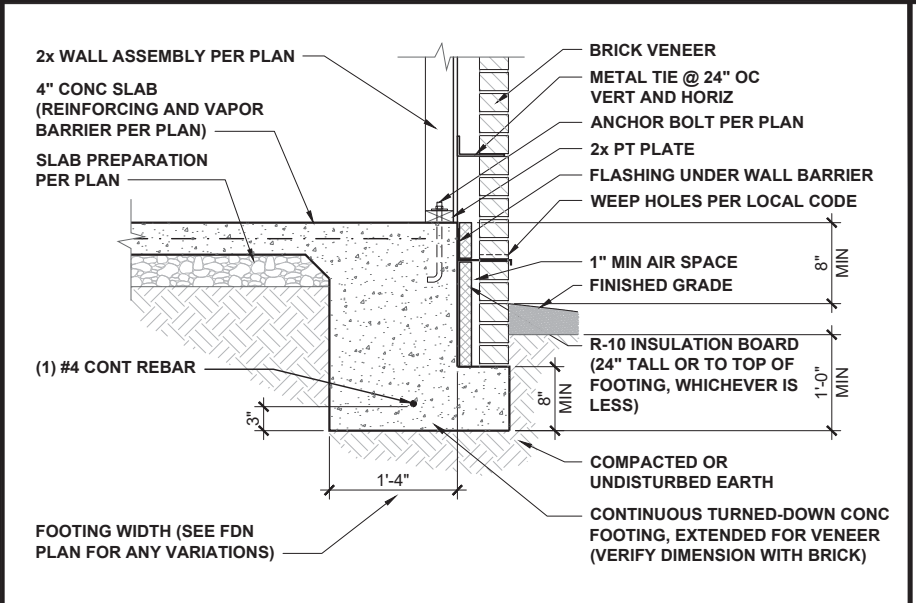 2x WALL ASSEMBLY PER PLAN
4" CONC SLAB
(REINFORCING AND VAPOR
BARRIER PER PLAN)
SLAB PREPARATION
PER PLAN
(1) #4 CONT REBAR
3"
1'-4"
FOOTING WIDTH (SEE FDN
PLAN FOR ANY VARIATIONS)
BRICK VENEER
METAL TIE @ 24" OC
VERT AND HORIZ
ANCHOR BOLT PER PLAN
2x PT PLATE
FLASHING UNDER WALL BARRIER
WEEP HOLES PER LOCAL CODE
8"
MIN
1" MIN AIR SPACE
FINISHED GRADE
R-10 INSULATION BOARD
(24" TALL OR TO TOP OF
FOOTING, WHICHEVER IS
LESS)
8"
MIN
1'-0"
MIN
COMPACTED OR
UNDISTURBED EARTH
CONTINUOUS TURNED-DOWN CONC
FOOTING, EXTENDED FOR VENEER
(VERIFY DIMENSION WITH BRICK)